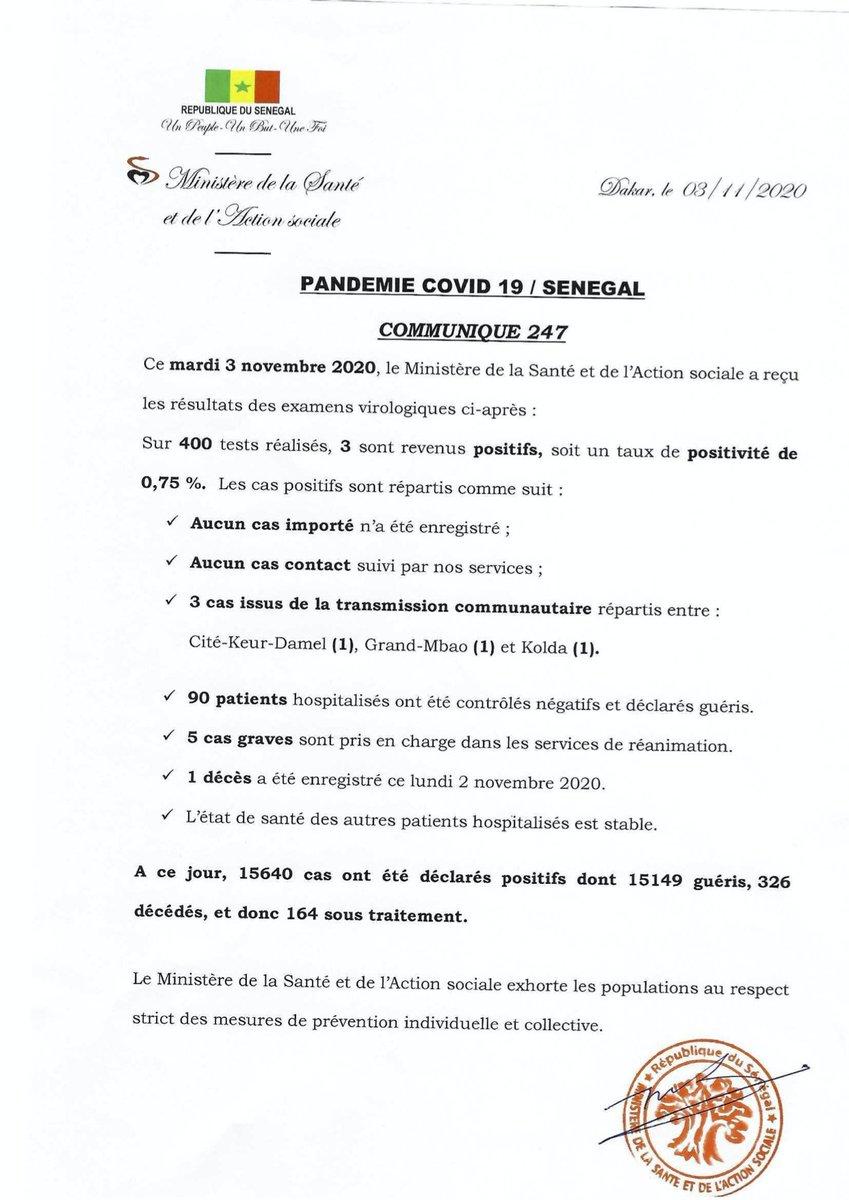 REPUBLIQUE DU SENEGAL
Un Peuple - Un But - Une Foi
Ministère de la Santé
et de l'Action sociale
Dakar, le 03/11/2020
PANDEMIE COVID 19 / SENEGAL
COMMUNIQUE 247
Ce mardi 3 novembre 2020, le Ministère de la Santé et de l'Action sociale a reçu
les résultats des examens virologiques ci-après :
Sur 400 tests réalisés, 3 sont revenus positifs, soit un taux de positivité de
0,75 %. Les cas positifs sont répartis comme suit :
✓ Aucun cas importé n'a été enregistré ;
✓ Aucun cas contact suivi par nos services ;
✓ 3 cas issus de la transmission communautaire répartis entre :
Cité-Keur-Damel (1), Grand-Mbao (1) et Kolda (1).
✓ 90 patients hospitalisés ont été contrôlés négatifs et déclarés guéris.
✓ 5 cas graves sont pris en charge dans les services de réanimation.
✓ 1 décès a été enregistré ce lundi 2 novembre 2020.
✓ L'état de santé des autres patients hospitalisés est stable.
A ce jour, 15640 cas ont été déclarés positifs dont 15149 guéris, 326
décédés, et donc 164 sous traitement.
Le Ministère de la Santé et de l'Action sociale exhorte les populations au respect
strict des mesures de prévention individuelle et collective.
République du Sénégal
MINISTERE DE LA SANTE ET DE L'ACTION SOCIALE